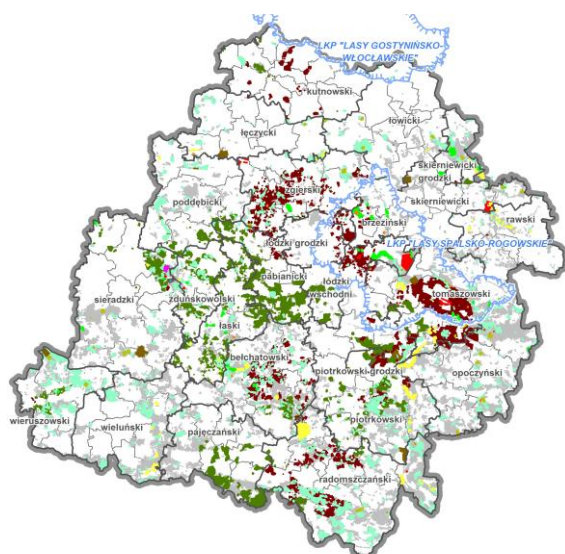 LKP "LASY GOSTYNIŃSKO-
WŁOCŁAWSKIE"
kutnowski
łowicki
łęczycki
skierniewicki
grodzki
zgierski
poddębicki
skierniewicki
rawski
brzeziński
łódzki grodzki
LKP "LASY SPALSKO-ROGOWSKIE"
pabianicki
łódzki
wschodni
tomaszowski
sieradzki
zduńskowolski
łaski
bełchatowski
piotrkowski grodzki
opoczyński
wieruszowski
wieluński
pajęczański
piotrkowski
radomszczański